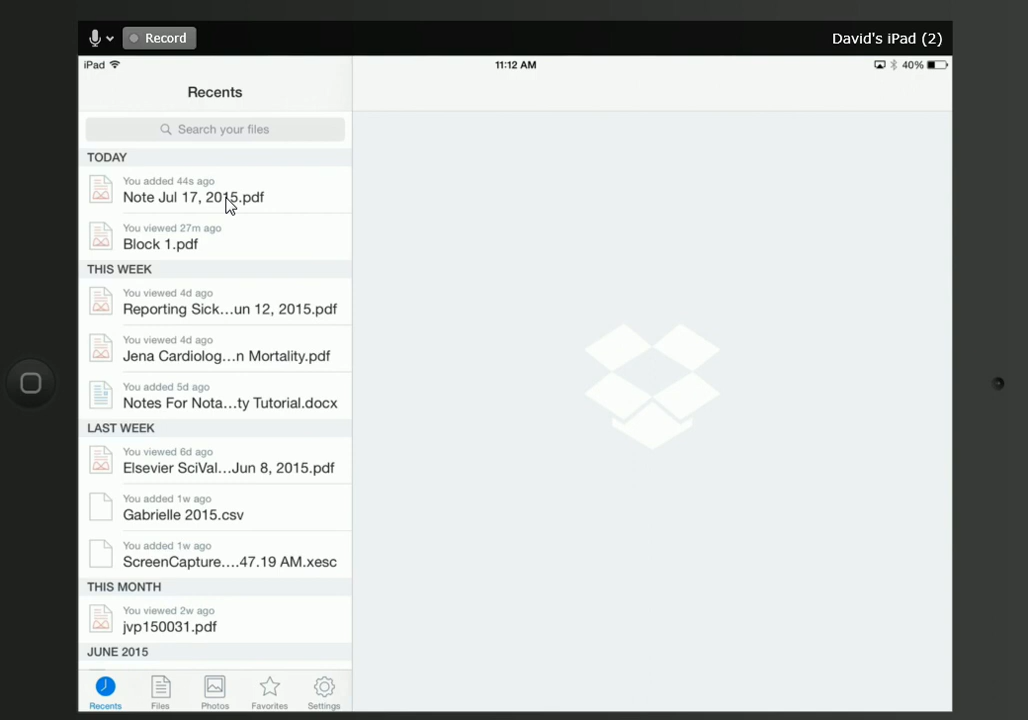 Record
David's iPad (2)
iPad
11:12 AM
40%
Recents
Search your files
TODAY
You added 44s ago
Note Jul 17, 2015.pdf
You viewed 27m ago
Block 1.pdf
THIS WEEK
You viewed 4d ago
Reporting Sick...un 12, 2015.pdf
You viewed 4d ago
Jena Cardiolog...n Mortality.pdf
You added 5d ago
Notes For Nota...ty Tutorial.docx
LAST WEEK
You viewed 6d ago
Elsevier SciVal...Jun 8, 2015.pdf
You added 1w ago
Gabrielle 2015.csv
You added 1w ago
ScreenCapture....47.19 AM.xesc
THIS MONTH
You viewed 2w ago
jvp150031.pdf
JUNE 2015
Recents
Files
Photos
Favorites
Settings